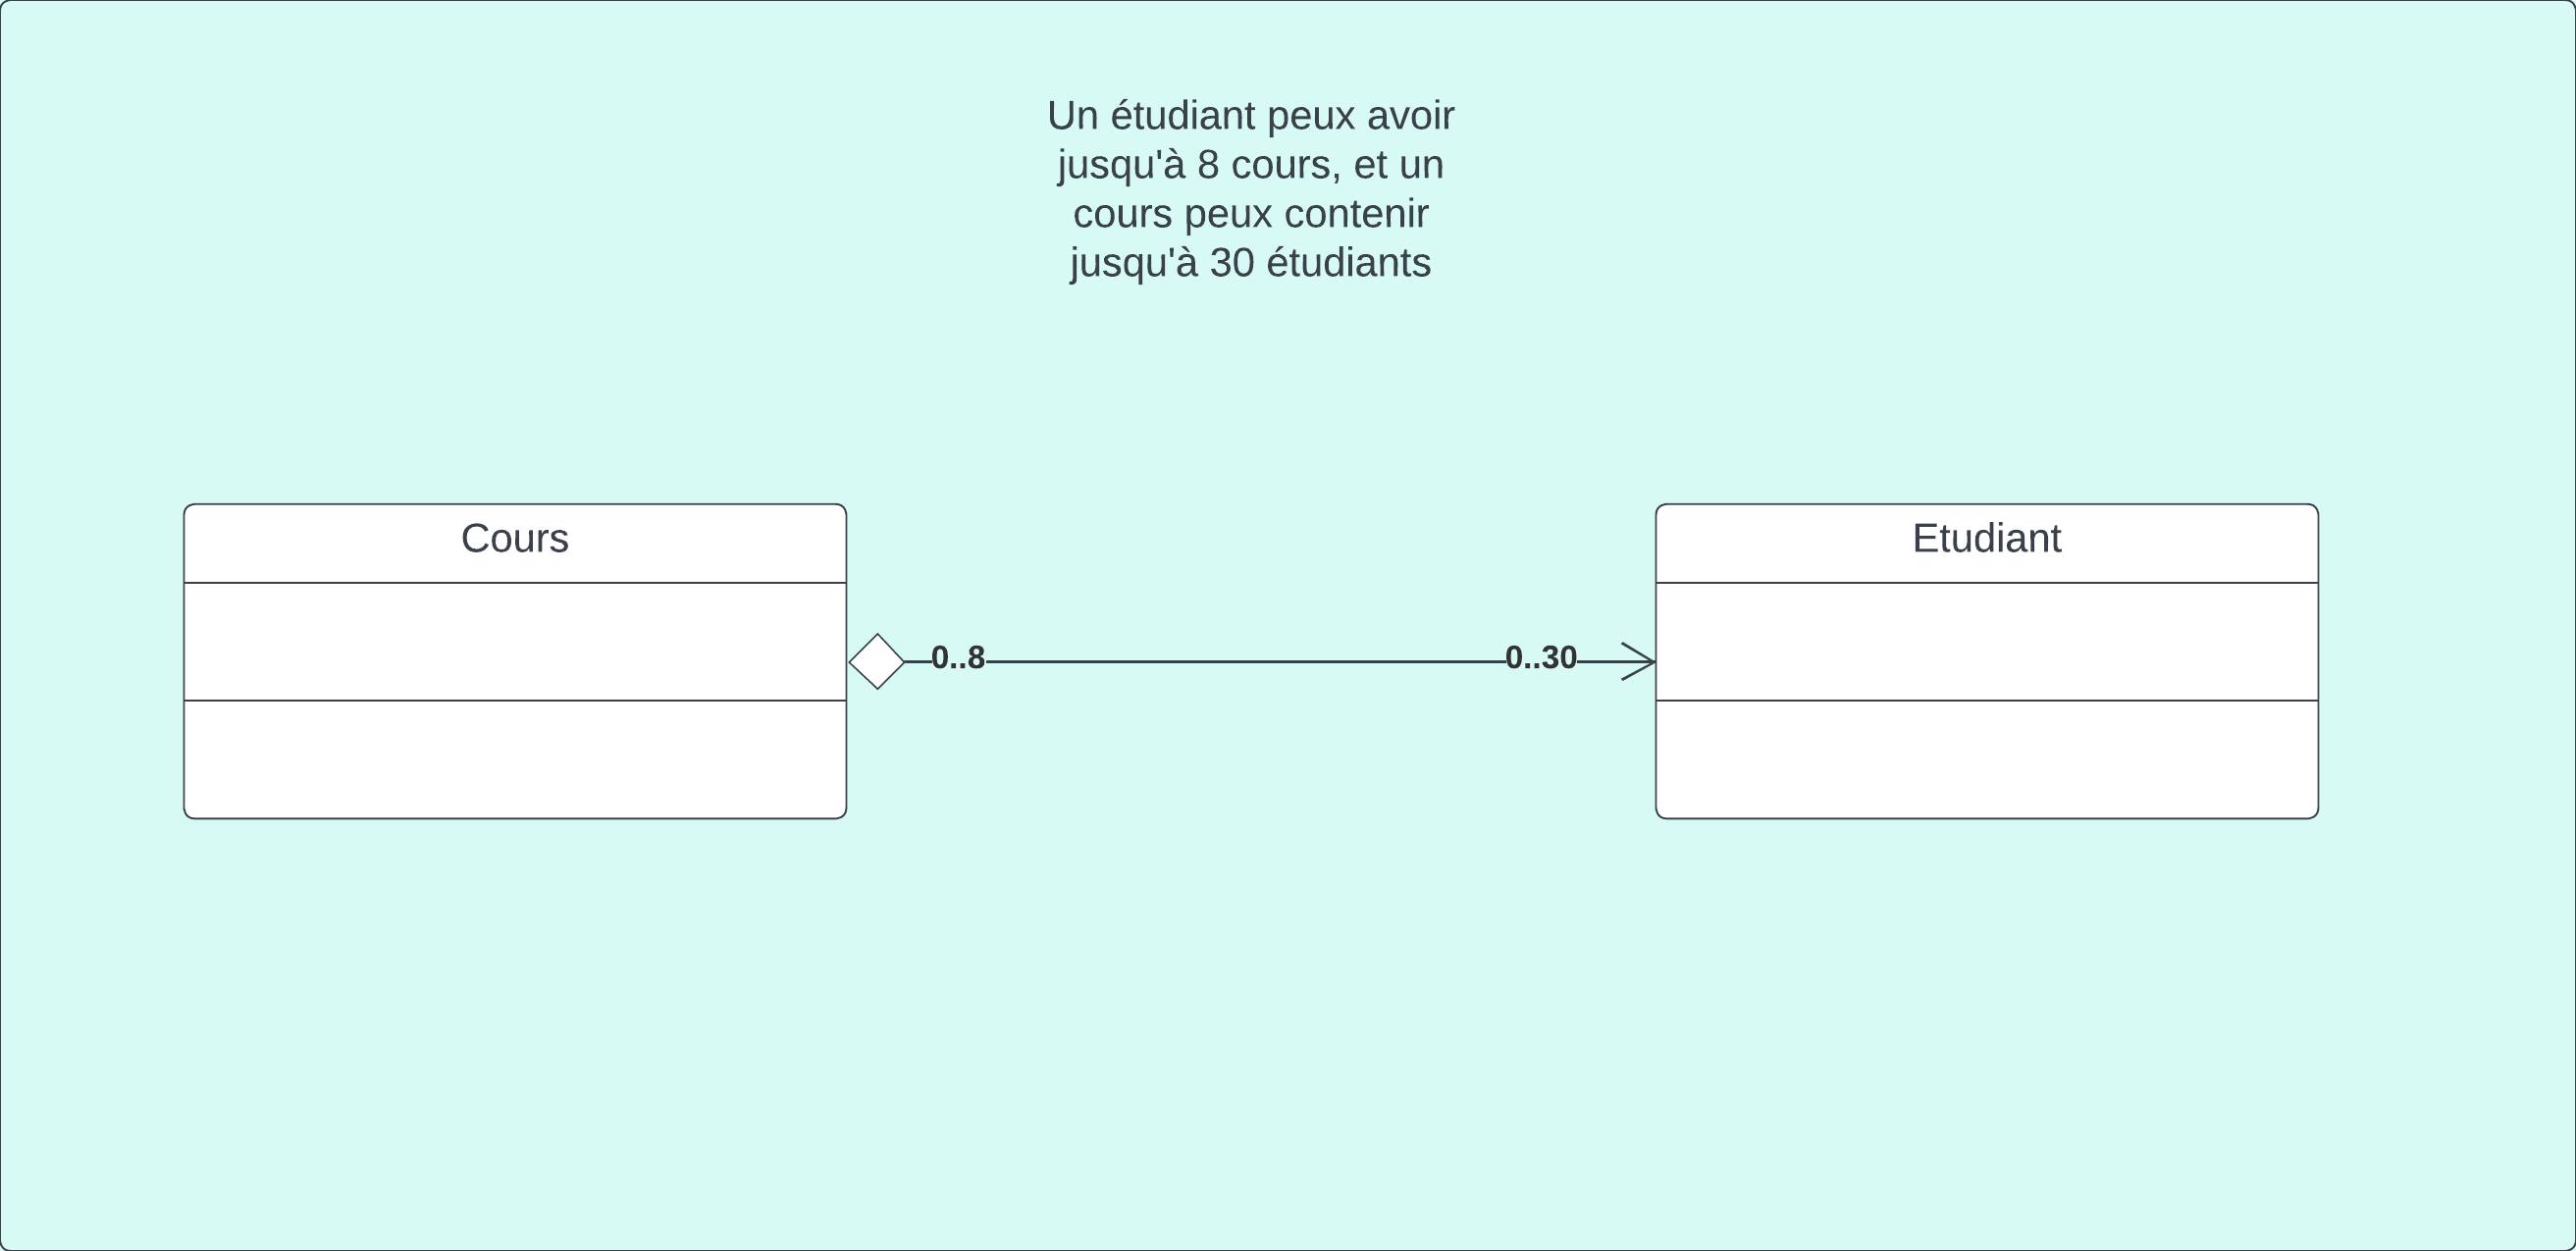 Un étudiant peux avoir
jusqu'à 8 cours, et un
cours peux contenir
jusqu'à 30 étudiants
Cours
Etudiant
0..8
0..30